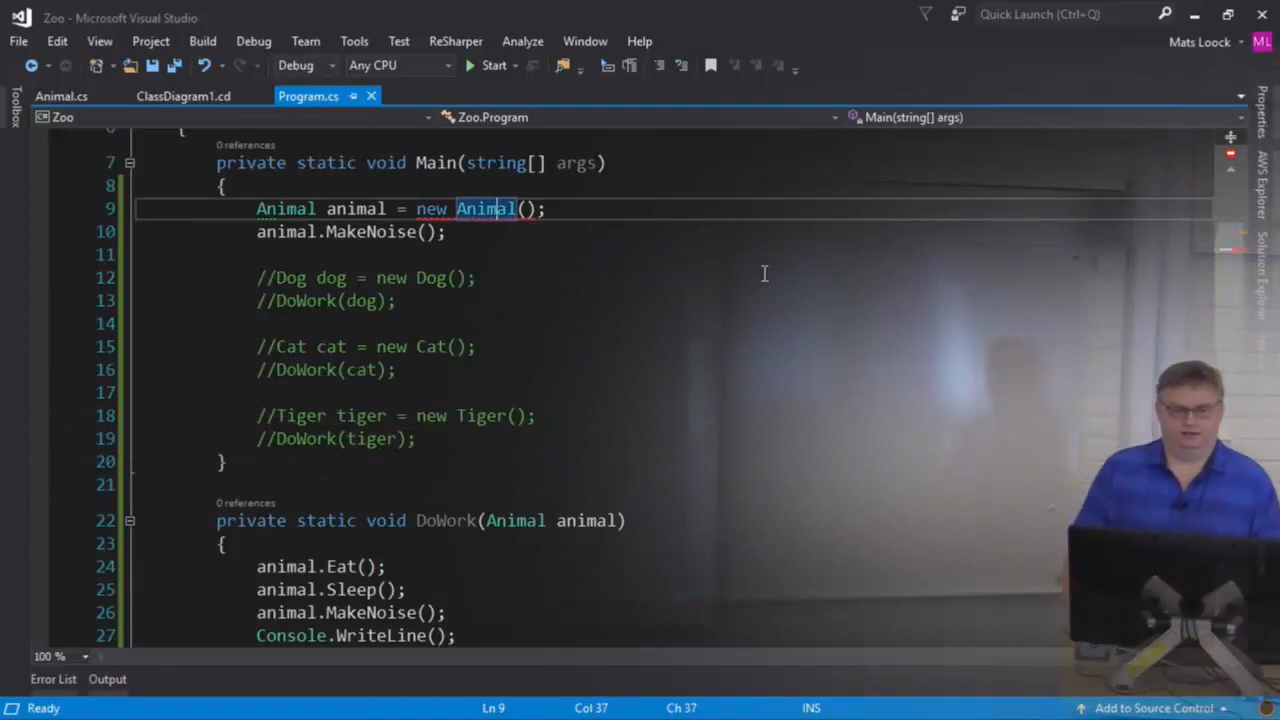 Zoo - Microsoft Visual Studio
Quick Launch (Ctrl+Q)
File Edit View Project Build Debug Team Tools Test ReSharper Analyze Window Help
Mats Loock ML
Debug Any CPU Start
Animal.cs ClassDiagram1.cd Program.cs
Zoo Zoo.Program Main(string[] args)
Toolbox
Properties
AWS Explorer
Solution Explorer
0 references
7 private static void Main(string[] args)
8 {
9 Animal animal = new Animal();
10 animal.MakeNoise();
11
12 //Dog dog = new Dog();
13 //DoWork(dog);
14
15 //Cat cat = new Cat();
16 //DoWork(cat);
17
18 //Tiger tiger = new Tiger();
19 //DoWork(tiger);
20 }
21
0 references
22 private static void DoWork(Animal animal)
23 {
24 animal.Eat();
25 animal.Sleep();
26 animal.MakeNoise();
27 Console.WriteLine();
100 %
Error List Output
Ready Ln 9 Col 37 Ch 37 INS Add to Source Control